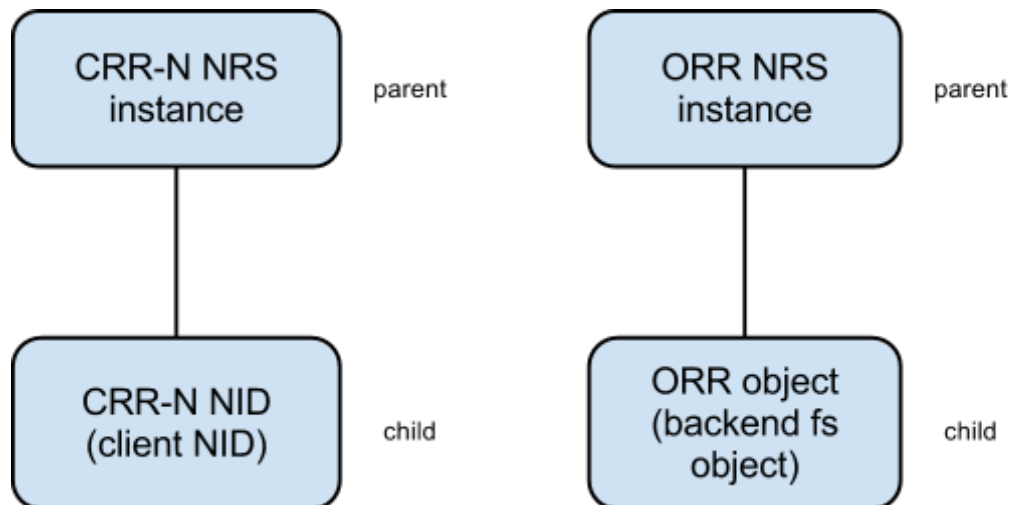 CRR-N NRS
instance
parent
ORR NRS
instance
parent
CRR-N NID
(client NID)
child
ORR object
(backend fs
object)
child